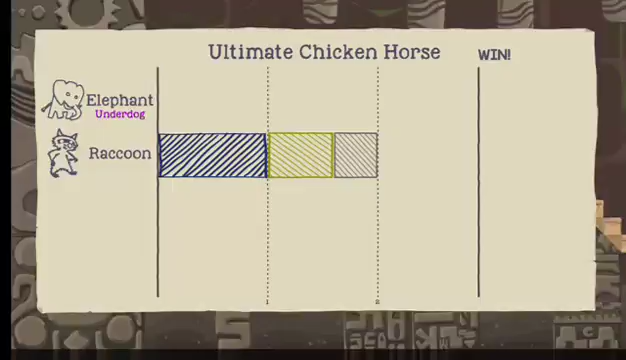 Ultimate Chicken Horse
WIN!
Elephant
Underdog
Raccoon